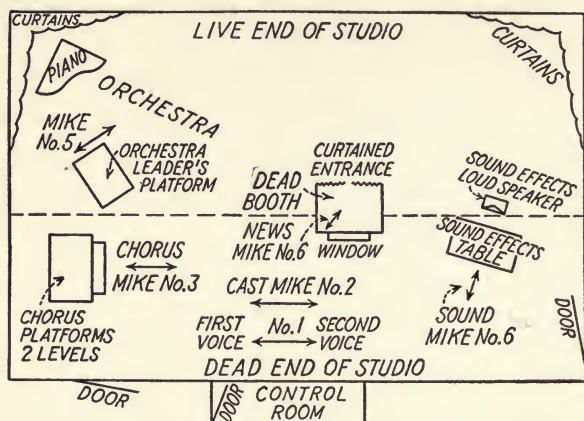 CURTAINS
LIVE END OF STUDIO
CURTAINS
PIANO
ORCHESTRA
MIKE
No.5
ORCHESTRA
LEADER'S
PLATFORM
CURTAINED
ENTRANCE
DEAD
BOOTH
NEWS
MIKE No.6
WINDOW
SOUND EFFECTS
LOUD SPEAKER
SOUND EFFECTS
TABLE
SOUND
MIKE No.6
DOOR
CHORUS
MIKE No.3
CHORUS
PLATFORMS
2 LEVELS
CAST MIKE No.2
FIRST
VOICE
No.1
SECOND
VOICE
DEAD END OF STUDIO
DOOR
DOOR
CONTROL
ROOM